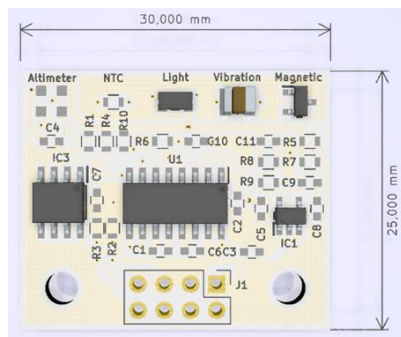 30,000 mm
Altimeter NTC Light Vibration Magnetic
R1 R4 R10
C4 R6 G10 C11 R5
IC3 U1 R8 R7
C7 R9 C9
C2 C5 IC1 C8
R3 R2 C1 C6 C3
J1
25,000 mm